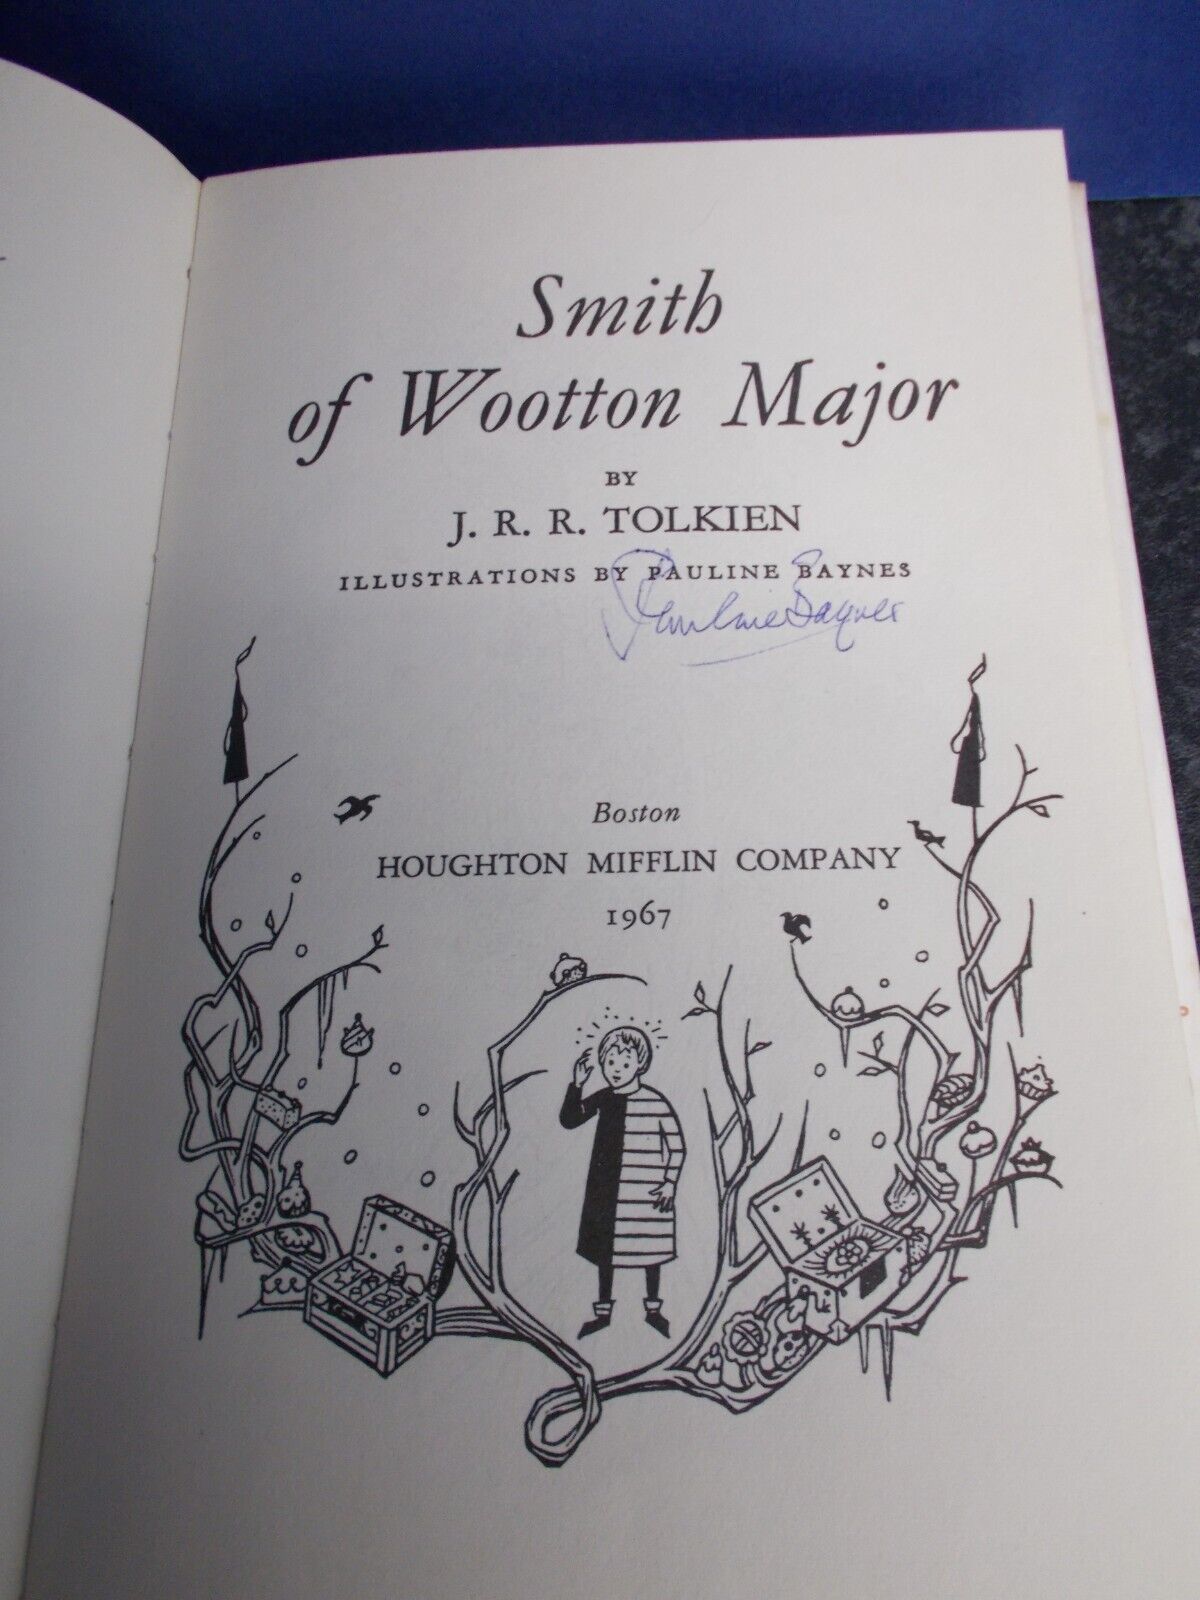 Smith
of Wootton Major
BY
J. R. R. TOLKIEN
ILLUSTRATIONS BY PAULINE BAYNES
Pauline Baynes
Boston
HOUGHTON MIFFLIN COMPANY
1967